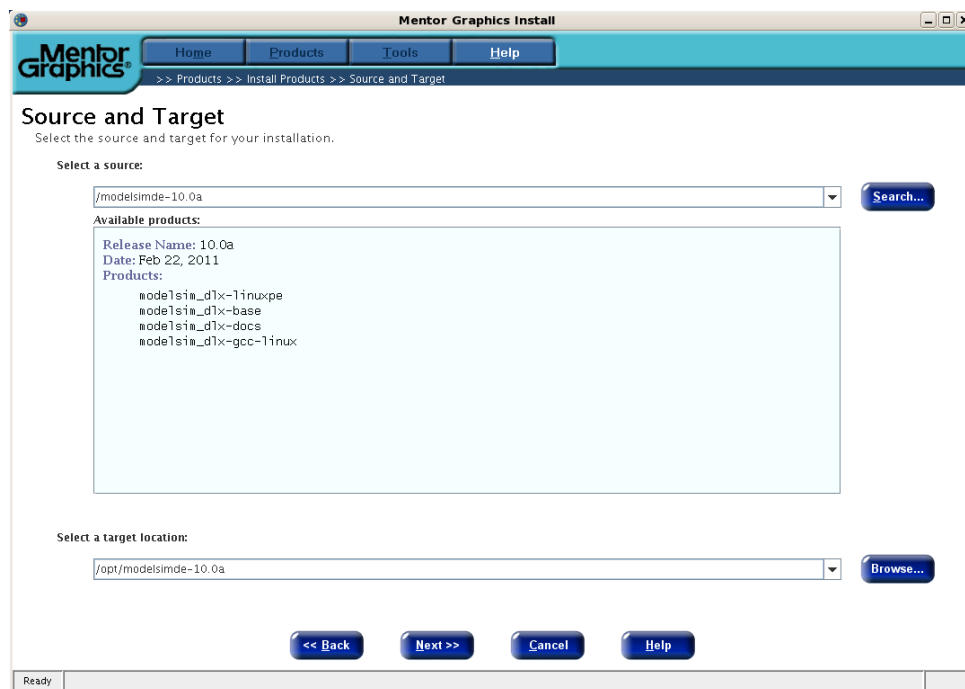 Mentor Graphics Install
Mentor Graphics®
Home Products Tools Help
>> Products >> Install Products >> Source and Target
Source and Target
Select the source and target for your installation.
Select a source:
/modelsimde-10.0a
Search...
Available products:
Release Name: 10.0a
Date: Feb 22, 2011
Products:
modelsim_dlx-linuxpe
modelsim_dlx-base
modelsim_dlx-docs
modelsim_dlx-gcc-linux
Select a target location:
/opt/modelsimde-10.0a
Browse...
<< Back Next >> Cancel Help
Ready